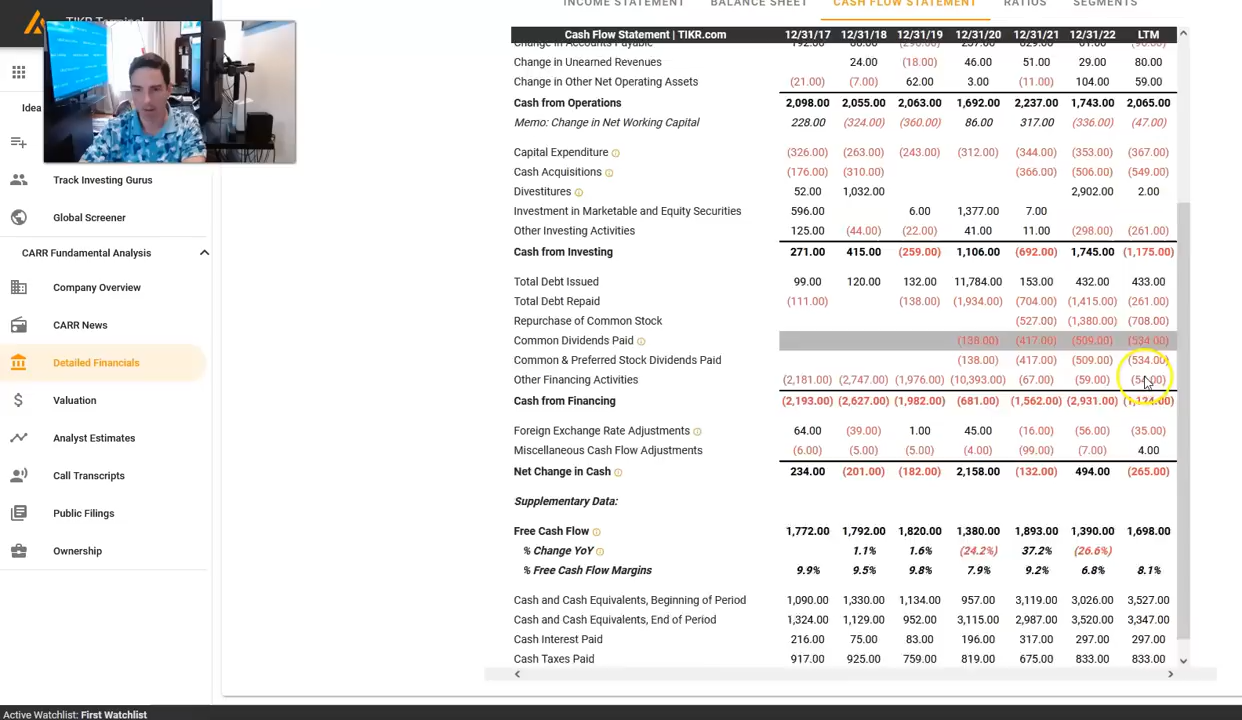 TIKR Terminal
INCOME STATEMENT BALANCE SHEET CASH FLOW STATEMENT RATIOS SEGMENTS
Cash Flow Statement | TIKR.com 12/31/17 12/31/18 12/31/19 12/31/20 12/31/21 12/31/22 LTM
Change in Accounts Payable
Change in Unearned Revenues 24.00 (18.00) 46.00 51.00 29.00 80.00
Change in Other Net Operating Assets (21.00) (7.00) 62.00 3.00 (11.00) 104.00 59.00
Cash from Operations 2,098.00 2,055.00 2,063.00 1,692.00 2,237.00 1,743.00 2,065.00
Memo: Change in Net Working Capital 228.00 (324.00) (360.00) 86.00 317.00 (336.00) (47.00)
Capital Expenditure (326.00) (263.00) (243.00) (312.00) (344.00) (353.00) (367.00)
Cash Acquisitions (176.00) (310.00) (366.00) (506.00) (549.00)
Divestitures 52.00 1,032.00 2,902.00 2.00
Investment in Marketable and Equity Securities 596.00 6.00 1,377.00 7.00
Other Investing Activities 125.00 (44.00) (22.00) 41.00 11.00 (298.00) (261.00)
Cash from Investing 271.00 415.00 (259.00) 1,106.00 (692.00) 1,745.00 (1,175.00)
Total Debt Issued 99.00 120.00 132.00 11,784.00 153.00 432.00 433.00
Total Debt Repaid (111.00) (138.00) (1,934.00) (704.00) (1,415.00) (261.00)
Repurchase of Common Stock (527.00) (1,380.00) (708.00)
Common Dividends Paid (138.00) (417.00) (509.00) (534.00)
Common & Preferred Stock Dividends Paid (138.00) (417.00) (509.00) (534.00)
Other Financing Activities (2,181.00) (2,747.00) (1,976.00) (10,393.00) (67.00) (59.00)
Cash from Financing (2,193.00) (2,627.00) (1,982.00) (681.00) (1,562.00) (2,931.00) (1,124.00)
Foreign Exchange Rate Adjustments 64.00 (39.00) 1.00 45.00 (16.00) (56.00) (35.00)
Miscellaneous Cash Flow Adjustments (6.00) (5.00) (5.00) (4.00) (99.00) (7.00) 4.00
Net Change in Cash 234.00 (201.00) (182.00) 2,158.00 (132.00) 494.00 (265.00)
Supplementary Data:
Free Cash Flow 1,772.00 1,792.00 1,820.00 1,380.00 1,893.00 1,390.00 1,698.00
% Change YoY 1.1% 1.6% (24.2%) 37.2% (26.6%)
% Free Cash Flow Margins 9.9% 9.5% 9.8% 7.9% 9.2% 6.8% 8.1%
Cash and Cash Equivalents, Beginning of Period 1,090.00 1,330.00 1,134.00 957.00 3,119.00 3,026.00 3,527.00
Cash and Cash Equivalents, End of Period 1,324.00 1,129.00 952.00 3,115.00 2,987.00 3,520.00 3,347.00
Cash Interest Paid 216.00 75.00 83.00 196.00 317.00 297.00 297.00
Cash Taxes Paid 917.00 925.00 759.00 819.00 675.00 833.00 833.00
Idea
Track Investing Gurus
Global Screener
CARR Fundamental Analysis
Company Overview
CARR News
Detailed Financials
Valuation
Analyst Estimates
Call Transcripts
Public Filings
Ownership
Active Watchlist: First Watchlist